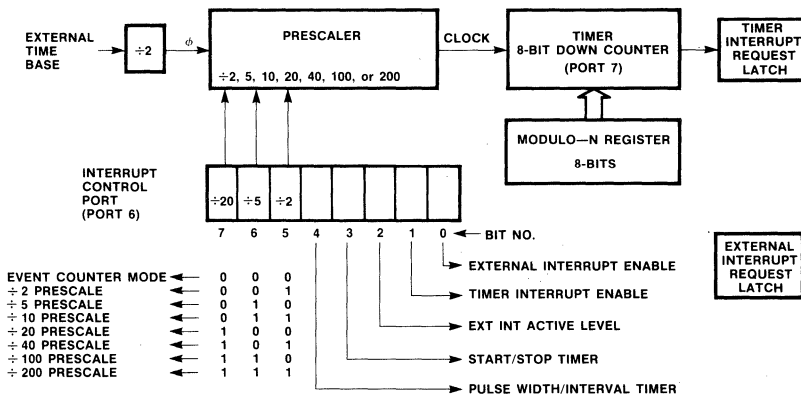 EXTERNAL
TIME
BASE
÷2
ϕ
PRESCALER
÷2, 5, 10, 20, 40, 100, or 200
CLOCK
TIMER
8-BIT DOWN COUNTER
(PORT 7)
TIMER
INTERRUPT
REQUEST
LATCH
MODULO—N REGISTER
8-BITS
INTERRUPT
CONTROL
PORT
(PORT 6)
÷20 ÷5 ÷2
7 6 5 4 3 2 1 0 BIT NO.
EXTERNAL
INTERRUPT
REQUEST
LATCH
EXTERNAL INTERRUPT ENABLE
TIMER INTERRUPT ENABLE
EXT INT ACTIVE LEVEL
START/STOP TIMER
PULSE WIDTH/INTERVAL TIMER
EVENT COUNTER MODE 0 0 0
÷2 PRESCALE 0 0 1
÷5 PRESCALE 0 1 0
÷10 PRESCALE 0 1 1
÷20 PRESCALE 1 0 0
÷40 PRESCALE 1 0 1
÷100 PRESCALE 1 1 0
÷200 PRESCALE 1 1 1